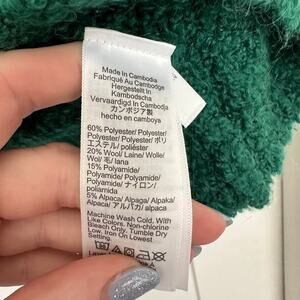 Made In Cambodia
Fabriqué Au Cambodge
Hergestellt In
Kambodscha
Vervaardigd In Cambodja
カンボジア製
hecho en camboya
60% Polyester/ Polyester/
Polyester/ Polyester/ ポリ
エステル/ poliéster
20% Wool/ Laine/ Wolle/
Wol/ 毛/ lana
15% Polyamide/
Polyamide/ Polyamide/
Polyamide/ ナイロン/
poliamida
5% Alpaca/ Alpaga/ Alpaka/
Alpaca/ アルパカ/ alpaca
Machine Wash Cold. With
Like Colors. Non-chlorine
Bleach Only. Tumble Dry
Low. Iron On Lowest
Setting.